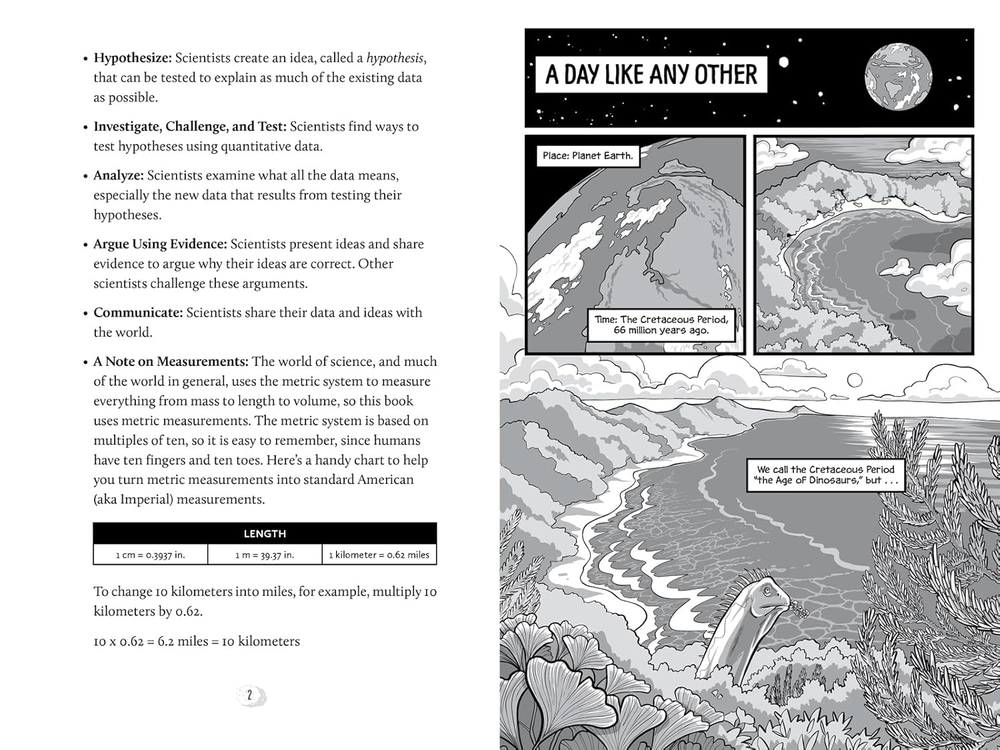 • Hypothesize: Scientists create an idea, called a hypothesis,
that can be tested to explain as much of the existing data
as possible.
• Investigate, Challenge, and Test: Scientists find ways to
test hypotheses using quantitative data.
• Analyze: Scientists examine what all the data means,
especially the new data that results from testing their
hypotheses.
• Argue Using Evidence: Scientists present ideas and share
evidence to argue why their ideas are correct. Other
scientists challenge these arguments.
• Communicate: Scientists share their data and ideas with
the world.
• A Note on Measurements: The world of science, and much
of the world in general, uses the metric system to measure
everything from mass to length to volume, so this book
uses metric measurements. The metric system is based on
multiples of ten, so it is easy to remember, since humans
have ten fingers and ten toes. Here's a handy chart to help
you turn metric measurements into standard American
(aka Imperial) measurements.
LENGTH
1 cm = 0.3937 in.
1 m = 39.37 in.
1 kilometer = 0.62 miles
To change 10 kilometers into miles, for example, multiply 10
kilometers by 0.62.
10 x 0.62 = 6.2 miles = 10 kilometers
2
A DAY LIKE ANY OTHER
Place: Planet Earth.
Time: The Cretaceous Period,
66 million years ago.
We call the Cretaceous Period
"the Age of Dinosaurs," but . . .